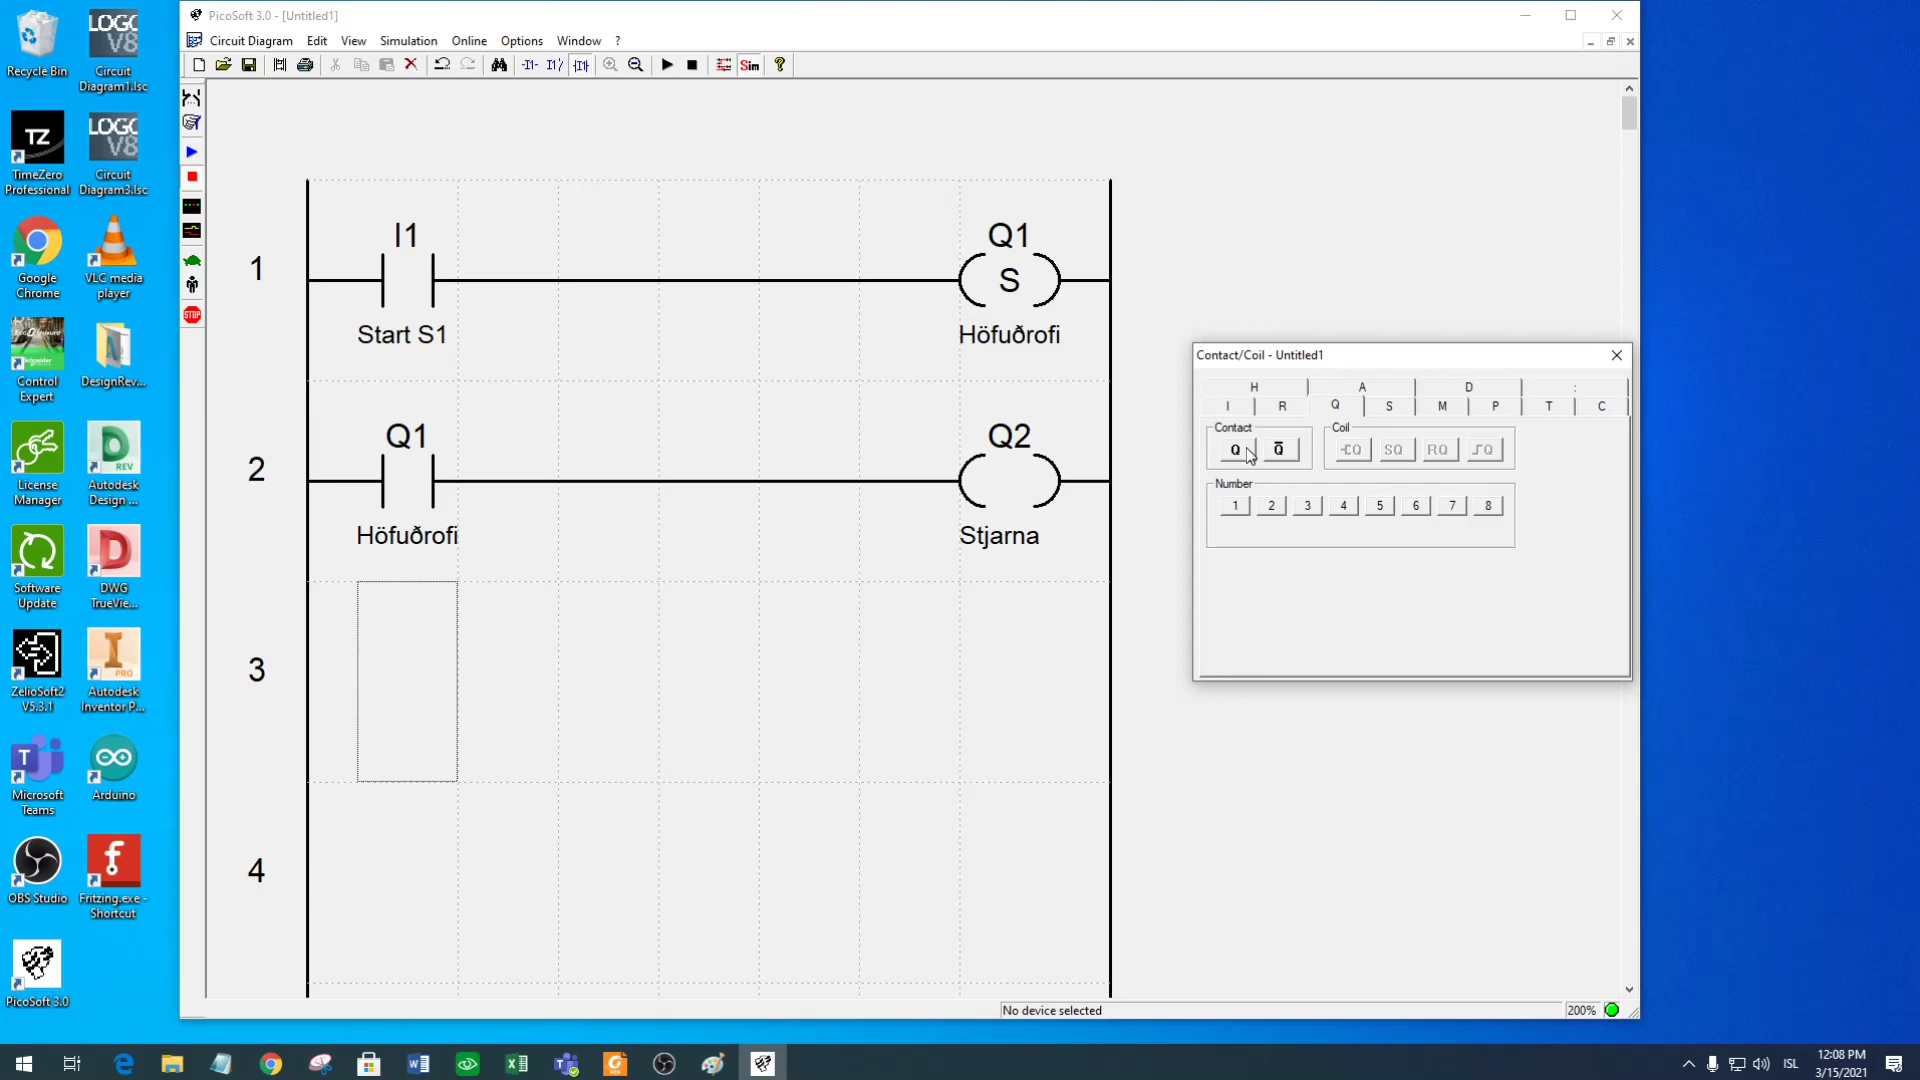 PicoSoft 3.0 - [Untitled1]
Circuit Diagram Edit View Simulation Online Options Window ?
Sim
STOP
1
I1
Start S1
Q1
S
Höfuðrofi
2
Q1
Höfuðrofi
Q2
Stjarna
3
4
Contact/Coil - Untitled1
H A D :
I R Q S M P T C
Contact
Q Q̅
Coil
SQ RQ
Number
1 2 3 4 5 6 7 8
No device selected
200%
Recycle Bin
LOGO V8
Circuit Diagram1.lsc
TZ
TimeZero Professional
LOGO V8
Circuit Diagram3.lsc
Google Chrome
VLC media player
Control Expert
DesignRev...
License Manager
Autodesk Design ...
Software Update
DWG TrueVie...
ZelioSoft2 V5.3.1
Autodesk Inventor P...
Microsoft Teams
Arduino
OBS Studio
Fritzing.exe - Shortcut
PicoSoft 3.0
ISL
12:08 PM
3/15/2021